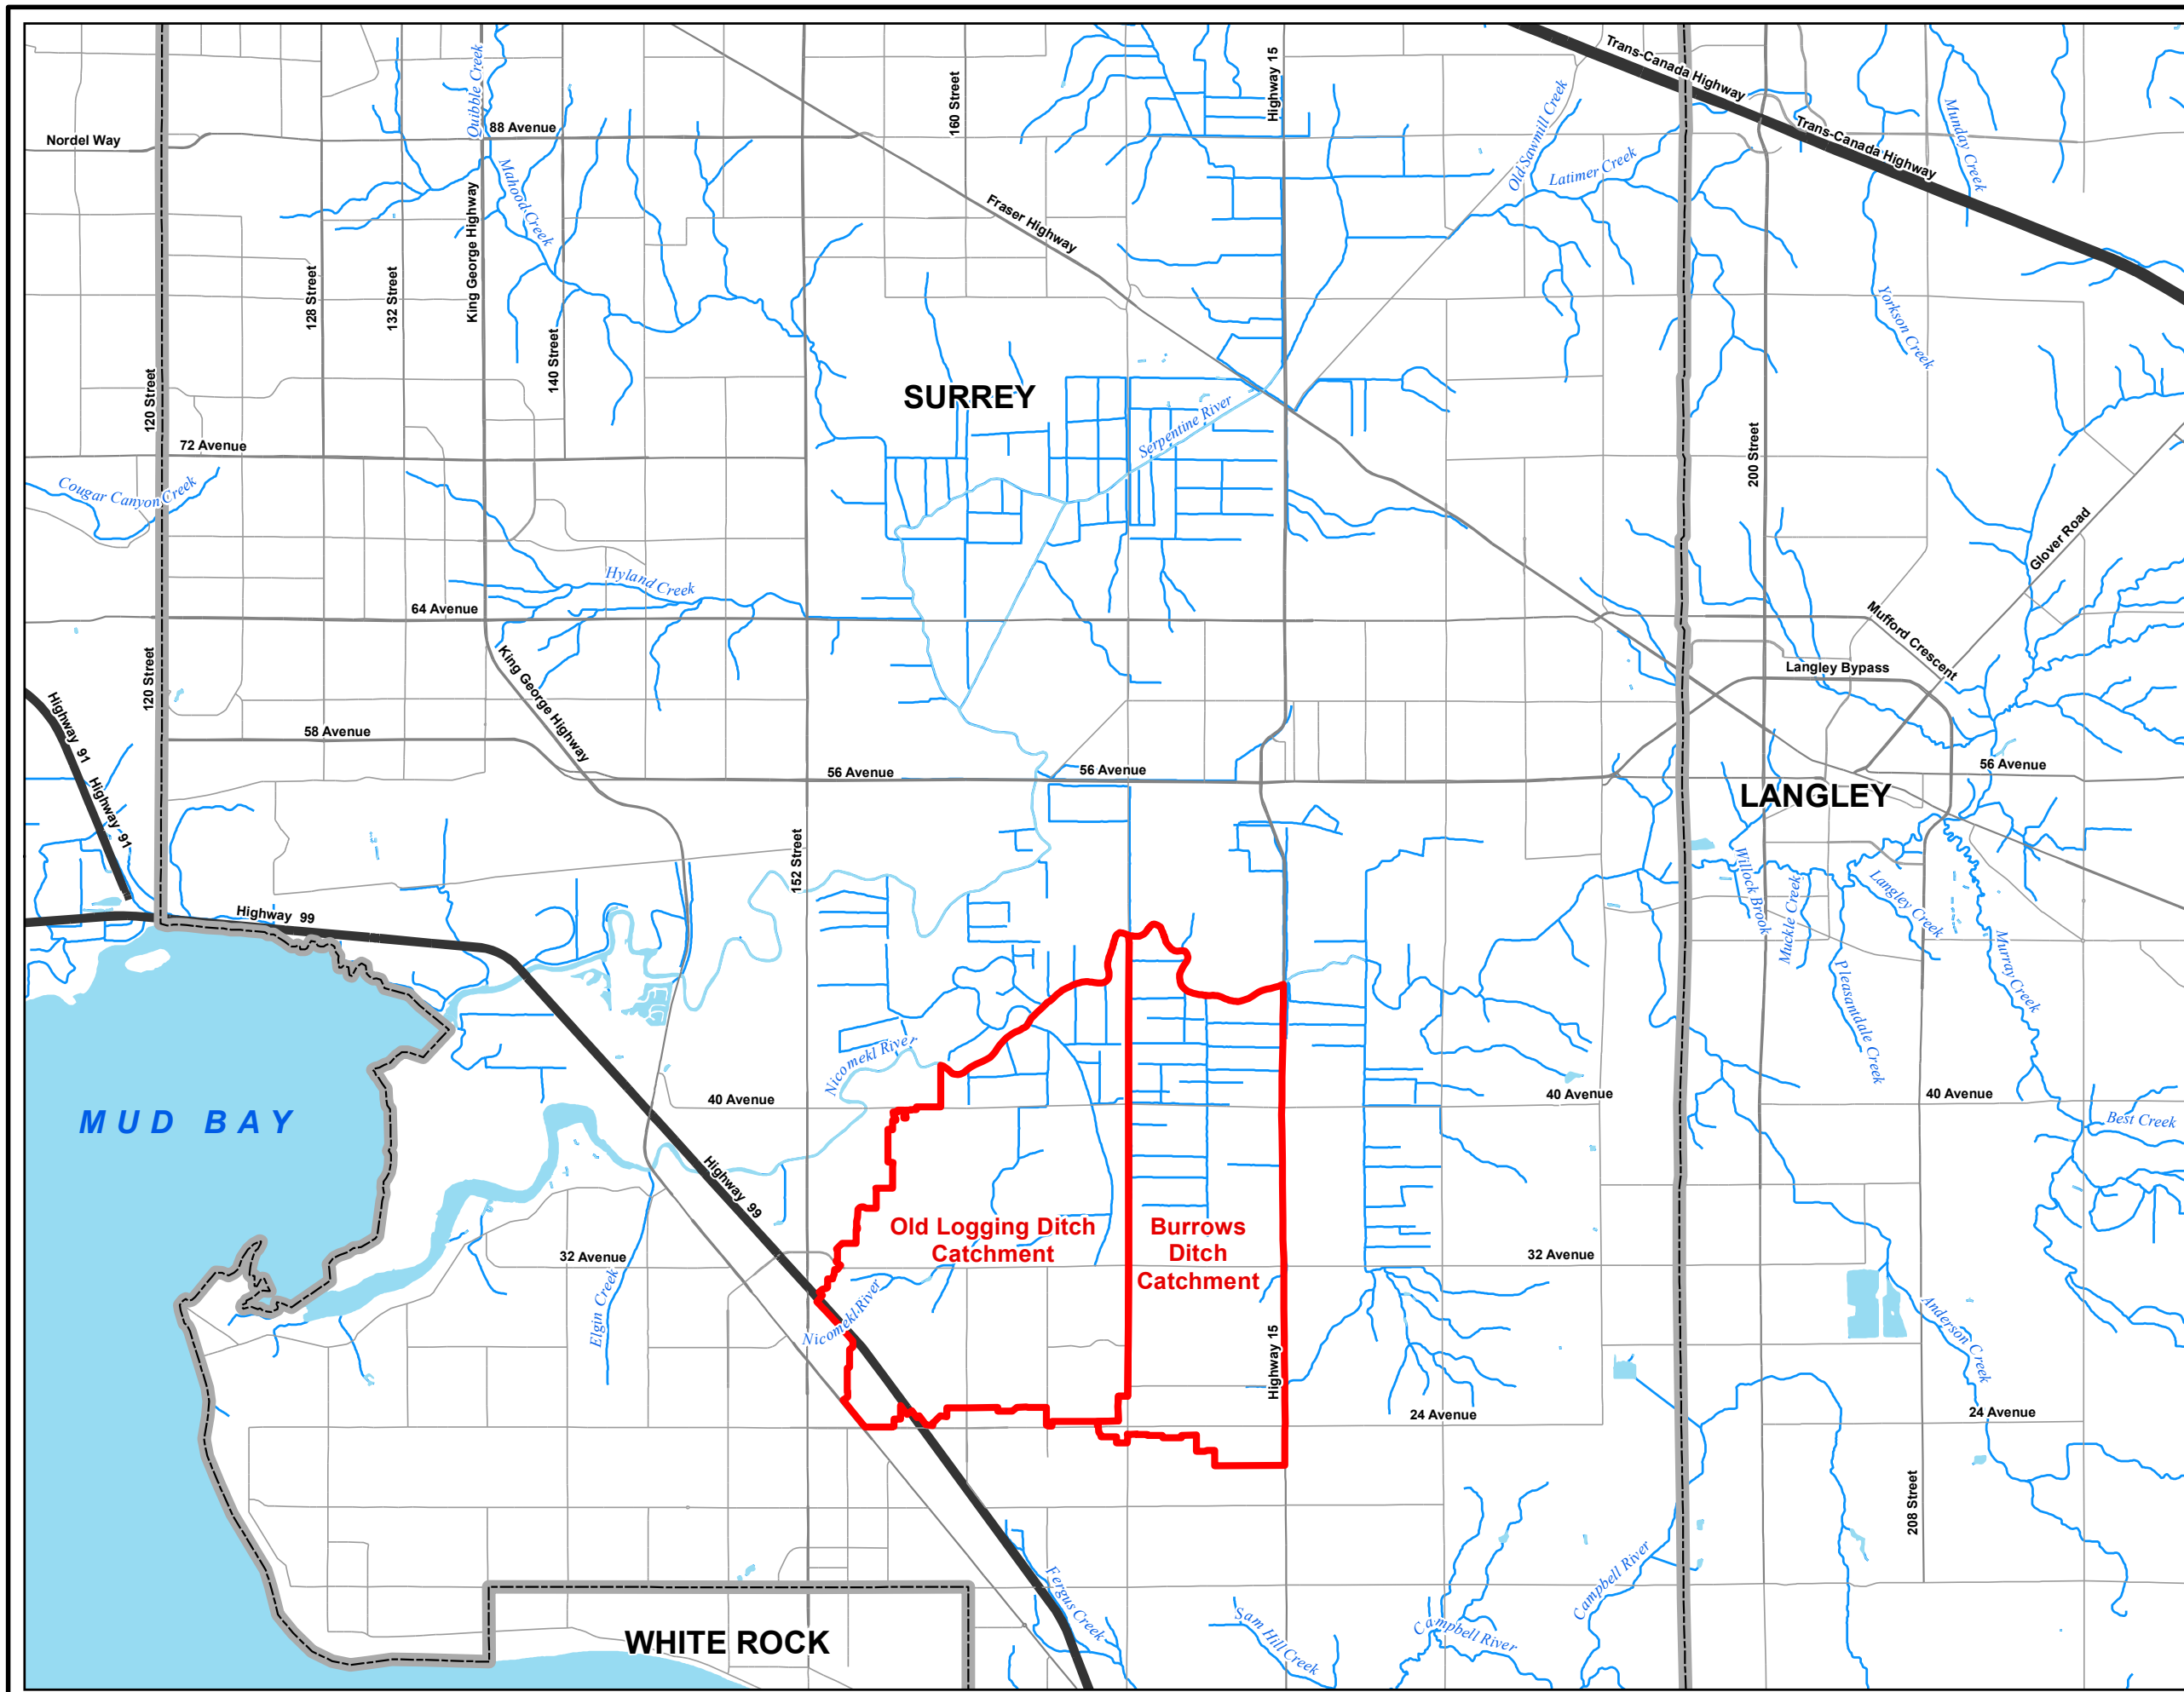 Trans-Canada Highway
Quibble Creek
160 Street
Highway 15
Old Sawmill Creek
Munday Creek
Nordel Way
88 Avenue
Trans-Canada Highway
Latimer Creek
Mahood Creek
King George Highway
Fraser Highway
128 Street
132 Street
140 Street
Yorkson Creek
SURREY
120 Street
Serpentine River
72 Avenue
200 Street
Cougar Canyon Creek
Glover Road
Hyland Creek
64 Avenue
Mufford Crescent
120 Street
King George Highway
Langley Bypass
Highway 91
58 Avenue
56 Avenue
56 Avenue
56 Avenue
Highway 91
LANGLEY
152 Street
Willock Brook
Muckle Creek
Langley Creek
Highway 99
Murray Creek
Pleasantdale Creek
Nicomekl River
40 Avenue
40 Avenue
40 Avenue
MUD BAY
Best Creek
Highway 99
Old Logging Ditch
Catchment
Burrows
Ditch
Catchment
32 Avenue
32 Avenue
Elgin Creek
Nicomekl River
Anderson Creek
Highway 15
24 Avenue
24 Avenue
208 Street
Fergus Creek
Campbell River
Sam Hill Creek
Campbell River
WHITE ROCK